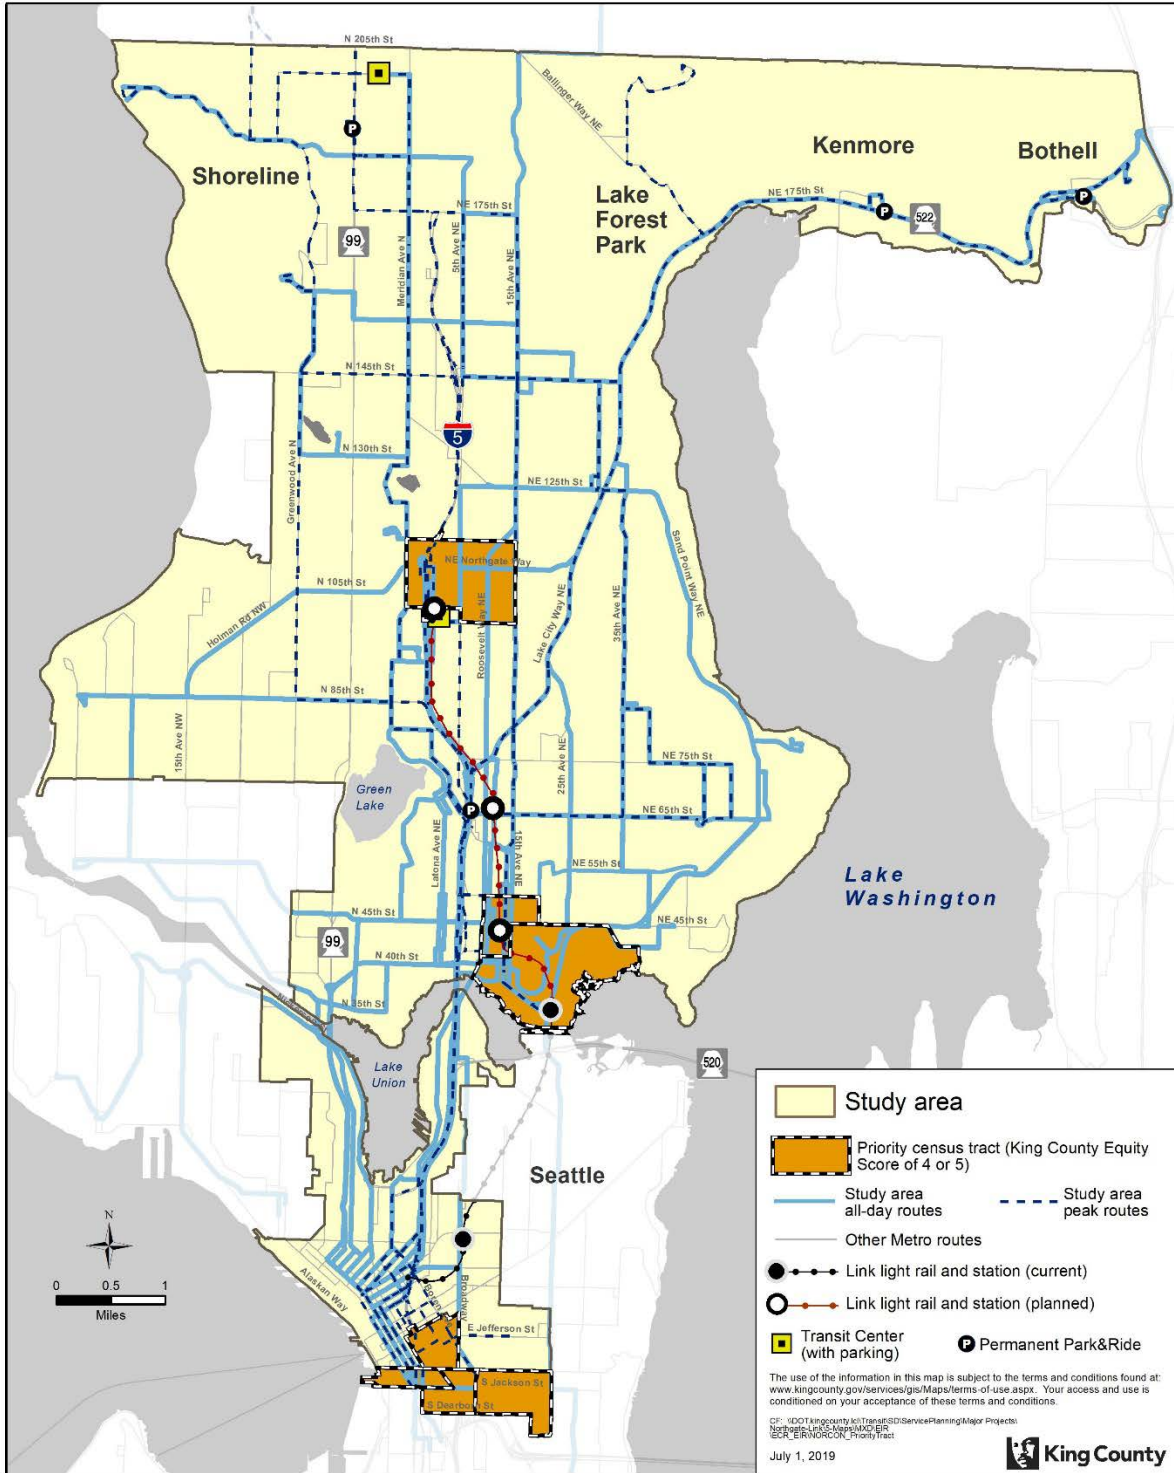 N 205th St
Ballinger Way NE
Kenmore
Bothell
Shoreline
Lake
Forest
Park
NE 175th St
NE 175th St
522
99
Meridian Ave N
5th Ave NE
15th Ave NE
N 145th St
5
N 130th St
Greenwood Ave N
NE 125th St
Sand Point Way NE
NE Northgate Way
N 105th St
Holman Rd NW
Roosevelt Way NE
Lake City Way NE
35th Ave NE
N 85th St
15th Ave NW
25th Ave NE
NE 75th St
Green
Lake
P
NE 65th St
Latona Ave NE
15th Ave NE
NE 55th St
Lake
Washington
N 45th St
NE 45th St
99
N 40th St
N 35th St
Lake
Union
520
Seattle
N
0 0.5 1
Miles
Alaskan Way
Broadway
E Jefferson St
S Jackson St
S Dearborn St
Study area
Priority census tract (King County Equity
Score of 4 or 5)
Study area
all-day routes
Study area
peak routes
Other Metro routes
Link light rail and station (current)
Link light rail and station (planned)
Transit Center
(with parking)
P Permanent Park&Ride
The use of the information in this map is subject to the terms and conditions found at:
www.kingcounty.gov/services/gis/Maps/terms-of-use.aspx. Your access and use is
conditioned on your acceptance of these terms and conditions.
July 1, 2019
King County